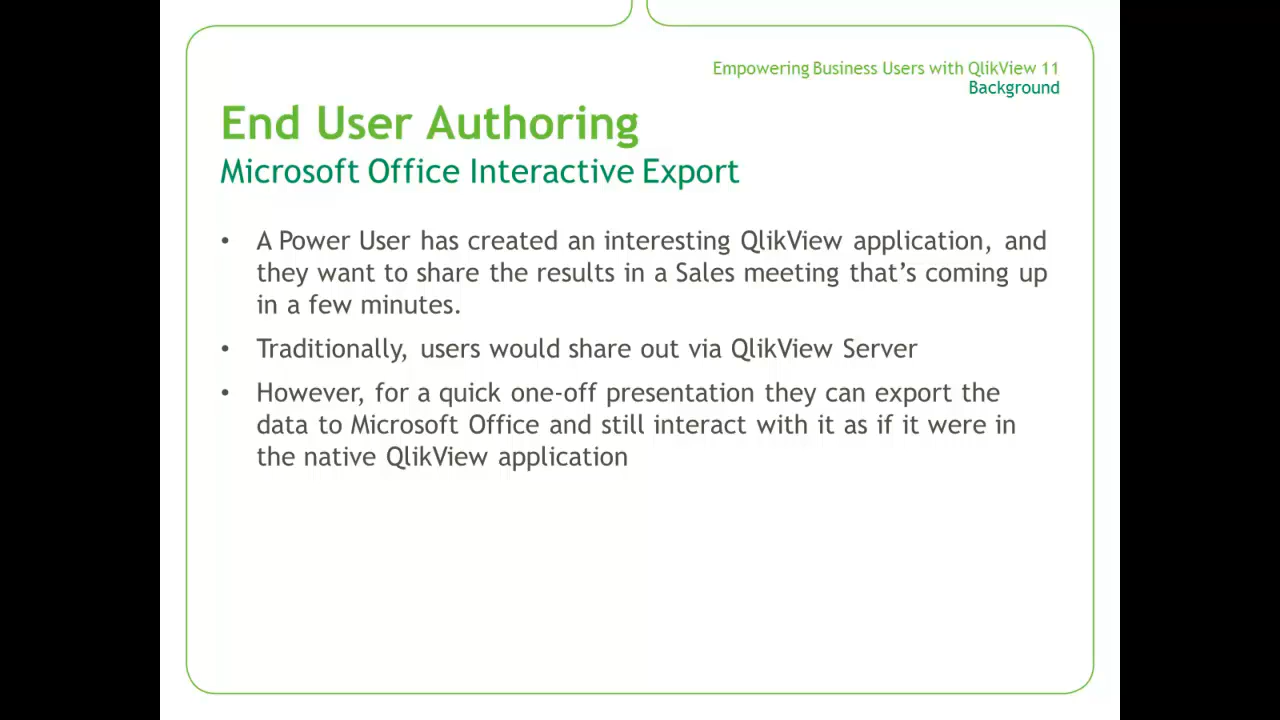 Empowering Business Users with QlikView 11
Background
End User Authoring
Microsoft Office Interactive Export
• A Power User has created an interesting QlikView application, and
they want to share the results in a Sales meeting that’s coming up
in a few minutes.
• Traditionally, users would share out via QlikView Server
• However, for a quick one-off presentation they can export the
data to Microsoft Office and still interact with it as if it were in
the native QlikView application